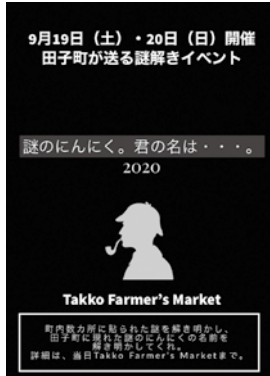 9月19日（土）・20日（日）開催
田子町が送る謎解きイベント
謎のにんにく。君の名は・・・。
2020
Takko Farmer's Market
町内数カ所に貼られた謎を解き明かし、
田子町に現れた謎のにんにくの名前を
解き明かしてくれ。
詳細は、当日Takko Farmer's Marketまで。